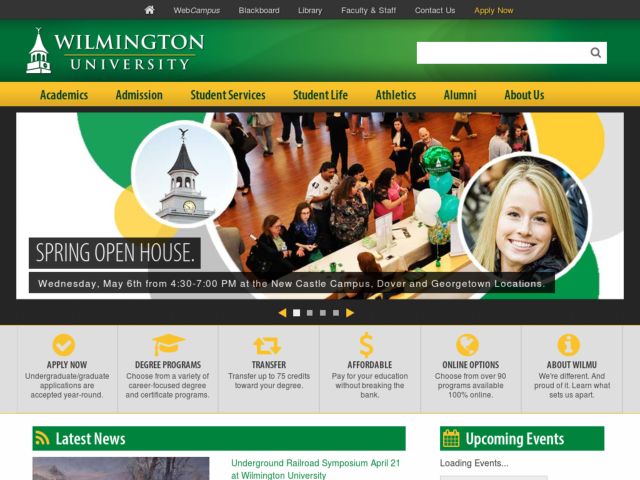 WebCampus Blackboard Library Faculty & Staff Contact Us Apply Now
WILMINGTON
UNIVERSITY
Academics Admission Student Services Student Life Athletics Alumni About Us
SPRING OPEN HOUSE.
Wednesday, May 6th from 4:30-7:00 PM at the New Castle Campus, Dover and Georgetown Locations.
APPLY NOW
Undergraduate/graduate
applications are
accepted year-round.
DEGREE PROGRAMS
Choose from a variety of
career-focused degree
and certificate programs.
TRANSFER
Transfer up to 75 credits
toward your degree.
AFFORDABLE
Pay for your education
without breaking the
bank.
ONLINE OPTIONS
Choose from over 90
programs available
100% online.
ABOUT WILMU
We're different. And
proud of it. Learn what
sets us apart.
Latest News
Underground Railroad Symposium April 21
at Wilmington University
Upcoming Events
Loading Events...